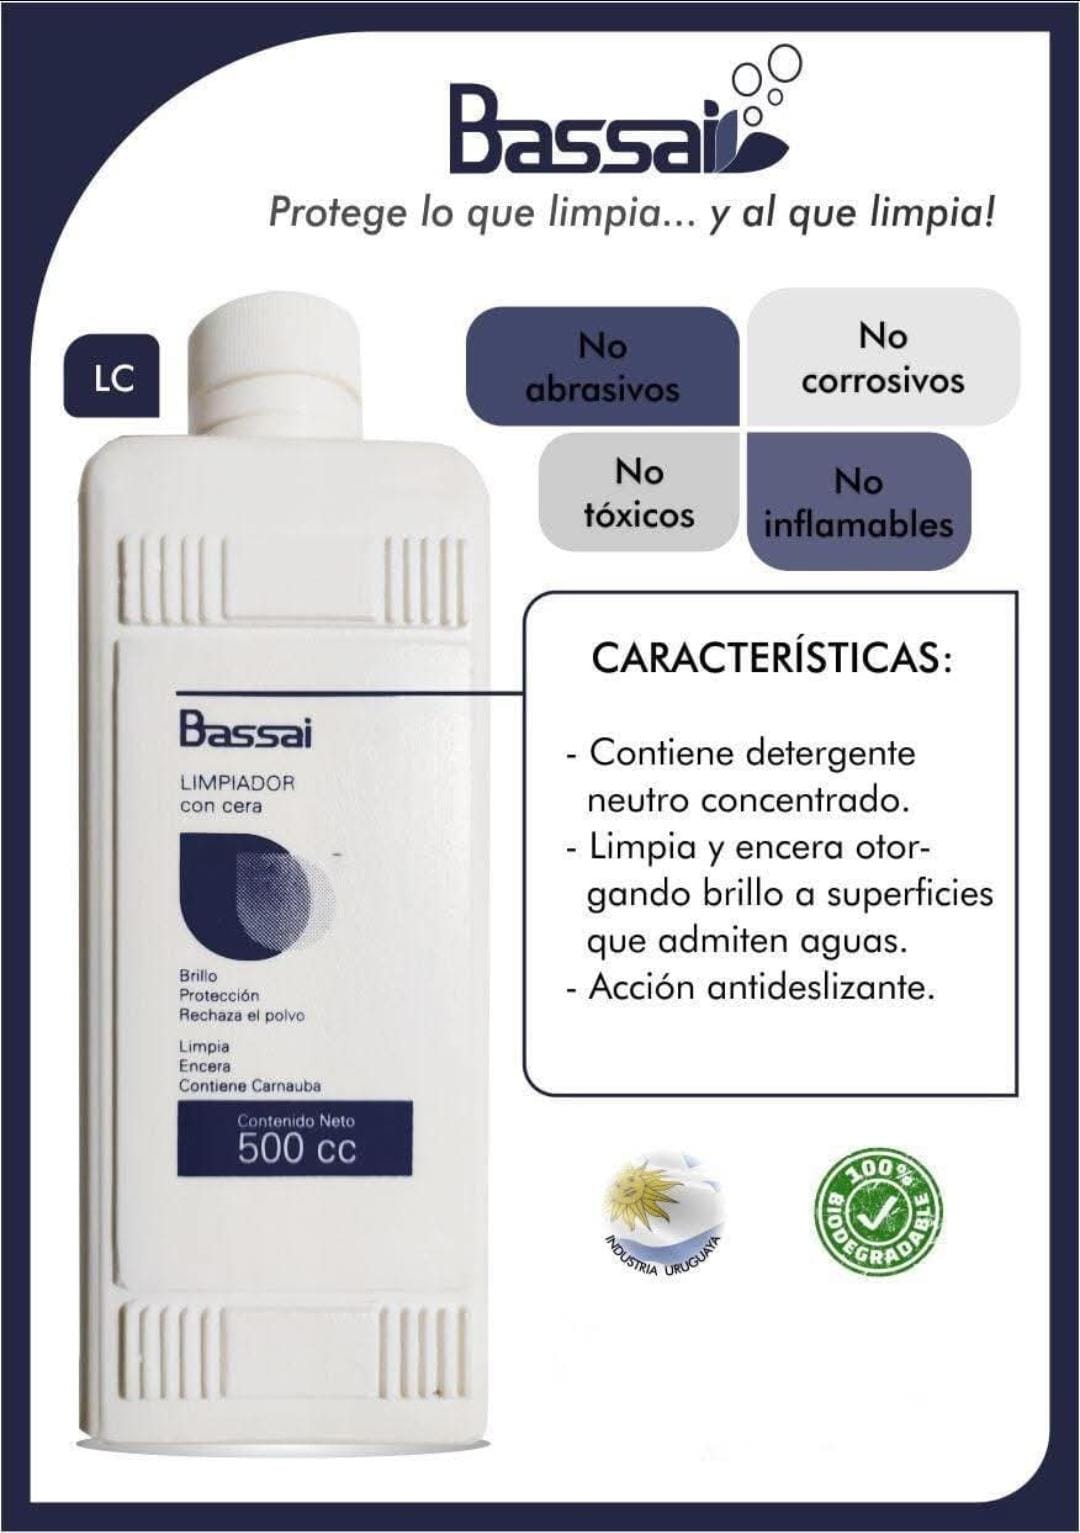 Bassai
Protege lo que limpia... y al que limpia!
LC
No
abrasivos
No
corrosivos
No
tóxicos
No
inflamables
CARACTERÍSTICAS:
- Contiene detergente
neutro concentrado.
- Limpia y encera otor-
gando brillo a superficies
que admiten aguas.
- Acción antideslizante.
Bassai
LIMPIADOR
con cera
Brillo
Protección
Rechaza el polvo
Limpia
Encera
Contiene Carnauba
Contenido Neto
500 cc
INDUSTRIA URUGUAYA
100%
BIODEGRADABLE